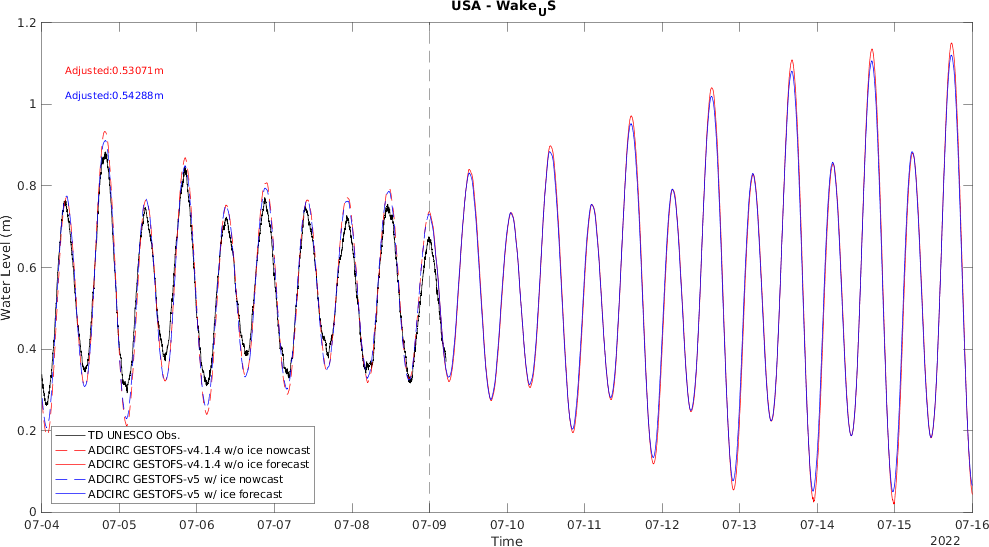 USA - Wake_US
Adjusted:0.53071m
Adjusted:0.54288m
Water Level (m)
1.2
1
0.8
0.6
0.4
0.2
0
TD UNESCO Obs.
ADCIRC GESTOFS-v4.1.4 w/o ice nowcast
ADCIRC GESTOFS-v4.1.4 w/o ice forecast
ADCIRC GESTOFS-v5 w/ ice nowcast
ADCIRC GESTOFS-v5 w/ ice forecast
07-04 07-05 07-06 07-07 07-08 07-09 07-10 07-11 07-12 07-13 07-14 07-15 07-16
Time
2022